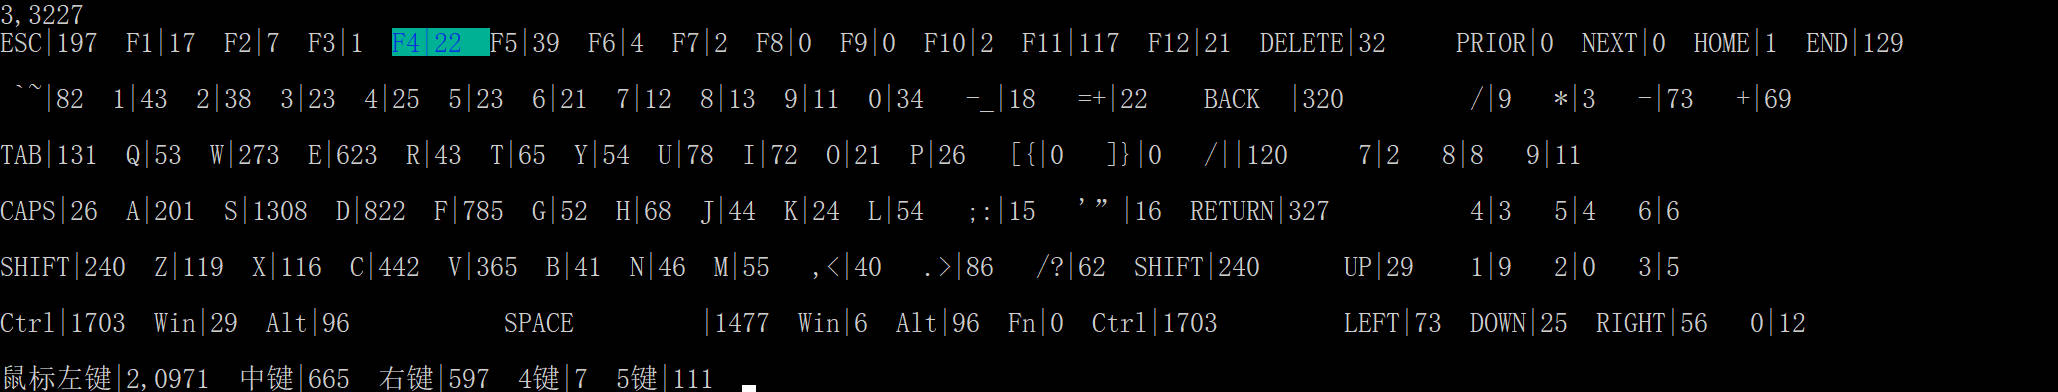 3,3227
ESC|197 F1|17 F2|7 F3|1 F4|22 F5|39 F6|4 F7|2 F8|0 F9|0 F10|2 F11|117 F12|21 DELETE|32 PRIOR|0 NEXT|0 HOME|1 END|129
`~|82 1|43 2|38 3|23 4|25 5|23 6|21 7|12 8|13 9|11 0|34 -_|18 =+|22 BACK |320 /|9 *|3 -|73 +|69
TAB|131 Q|53 W|273 E|623 R|43 T|65 Y|54 U|78 I|72 O|21 P|26 [{|0 ]}|0 /||120 7|2 8|8 9|11
CAPS|26 A|201 S|1308 D|822 F|785 G|52 H|68 J|44 K|24 L|54 ;:|15 '”|16 RETURN|327 4|3 5|4 6|6
SHIFT|240 Z|119 X|116 C|442 V|365 B|41 N|46 M|55 ,<|40 .>|86 /?|62 SHIFT|240 UP|29 1|9 2|0 3|5
Ctrl|1703 Win|29 Alt|96 SPACE |1477 Win|6 Alt|96 Fn|0 Ctrl|1703 LEFT|73 DOWN|25 RIGHT|56 0|12
鼠标左键|2,0971 中键|665 右键|597 4键|7 5键|111